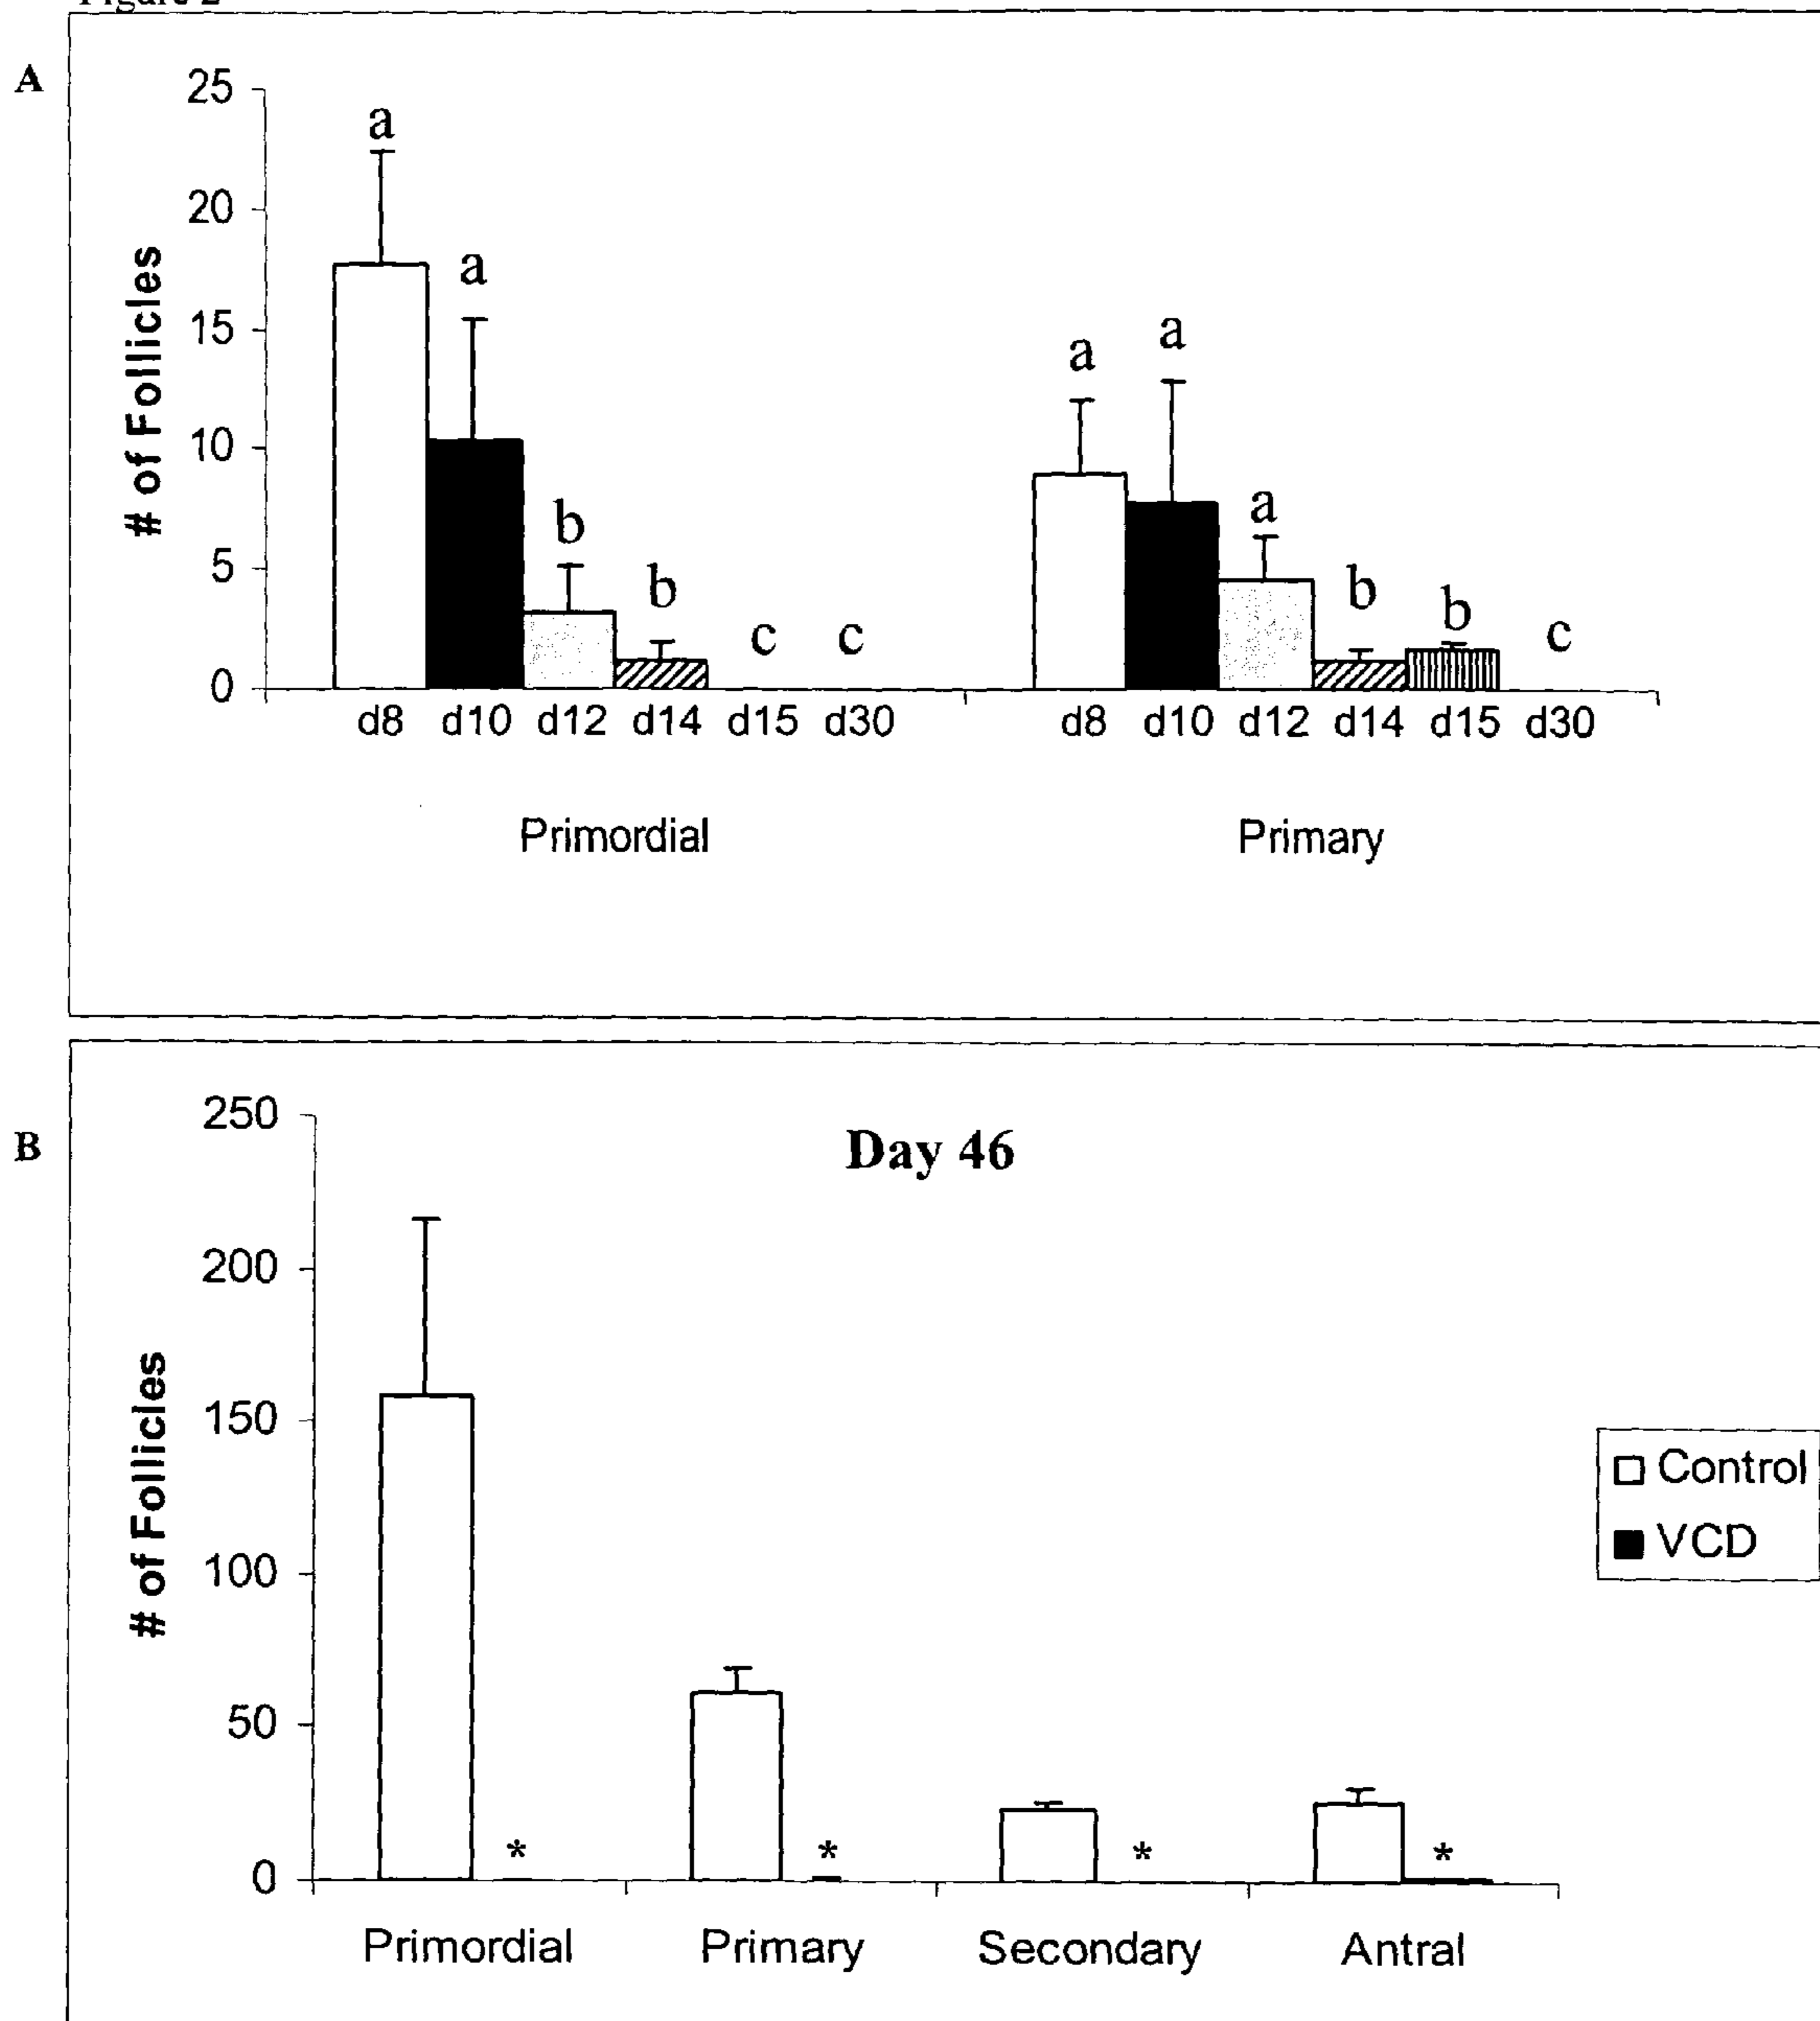 Figure 2
A
25
20
15
10
5
0
# of Follicles
a
a
b
b
c
c
a
a
a
b
b
c
d8 d10 d12 d14 d15 d30
d8 d10 d12 d14 d15 d30
Primordial
Primary
B
Day 46
250
200
150
100
50
0
# of Follicles
*
*
*
*
Control
VCD
Primordial
Primary
Secondary
Antral